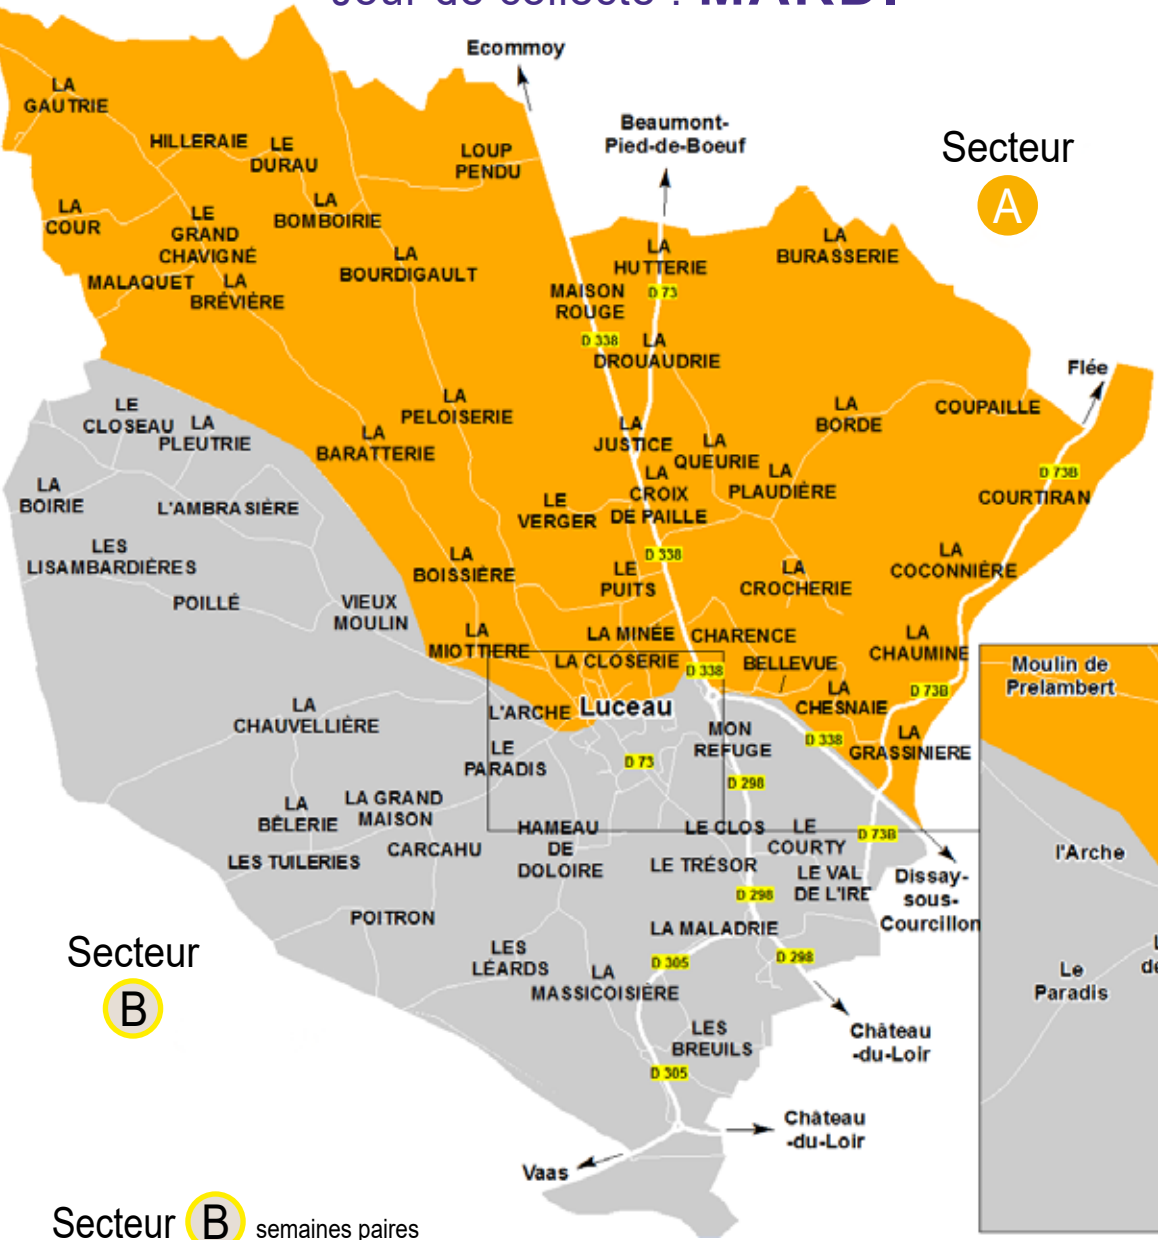 Jour de collecte : MARDI
Ecommoy
Beaumont-
Pied-de-Boeuf
Secteur
A
LA
GAUTRIE
HILLERAIE
LE
DURAU
LOUP
PENDU
LA
COUR
LE
GRAND
CHAVIGNÉ
LA
BOMBOIRIE
LA
BOURDIGAULT
MALAQUET
LA
BRÉVIÈRE
LA
HUTTERIE
LA
BURASSERIE
MAISON
ROUGE
D 73
D 338
LA
DROUAUDRIE
Flée
LE
CLOSEAU
LA
PLEUTRIE
LA
PELOISERIE
LA
BARATTERIE
LA
JUSTICE
LA
QUEURIE
LA
BORDE
COUPAILLE
LA
BOIRIE
L'AMBRASIÈRE
LE
VERGER
LA
CROIX
DE PAILLE
LA
PLAUDIÈRE
D 73B
COURTIRAN
LES
LISAMBARDIÈRES
POILLÉ
VIEUX
MOULIN
LA
BOISSIÈRE
D 338
LE
PUITS
LA
CROCHERIE
LA
COCONNIÈRE
LA
MIOTTIERE
LA MINÉE
CHARENCE
LA CLOSERIE
D 338
BELLEVUE
LA
CHAUMINE
LA
CHESNAIE
D 73B
LA
CHAUVELLIÈRE
L'ARCHE
Luceau
MON
REFUGE
D 338
LA
GRASSINIERE
LE
PARADIS
D 73
D 298
LA
BÊLERIE
LA GRAND
MAISON
CARCAHU
LES TUILERIES
HAMEAU
DE
DOLOIRE
LE CLOS
LE
COURTY
D 73B
LE TRÉSOR
LE VAL
DE L'IRE
Dissay-
sous-
Courcillon
D 298
POITRON
LA MALADRIE
LES
LÉARDS
LA
MASSICOISIÈRE
D 305
D 298
Château
-du-Loir
LES
BREUILS
D 305
Château
-du-Loir
Vaas
Moulin de
Prelambert
l'Arche
Le
Paradis
L
de
Secteur
B
Secteur B semaines paires